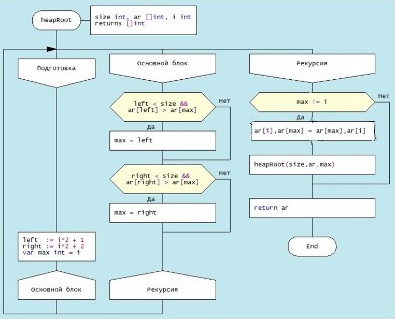 heapRoot
size int, ar []int, i int
returns []int
Подготовка
left := i*2 + 1
right := i*2 + 2
var max int = i
Основной блок
Основной блок
left < size &&
ar[left] > ar[max]
Нет
Да
max = left
right < size &&
ar[right] > ar[max]
Нет
Да
max = right
Рекурсия
Рекурсия
max != i
Нет
Да
ar[i],ar[max] = ar[max],ar[i]
heapRoot(size,ar,max)
return ar
End